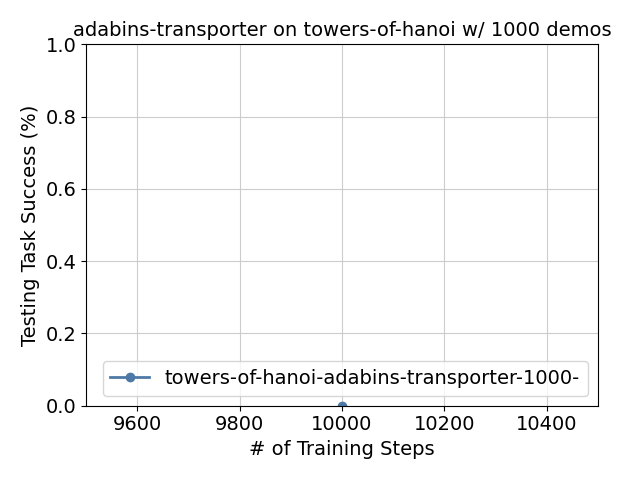 adabins-transporter on towers-of-hanoi w/ 1000 demos
1.0
0.8
0.6
0.4
0.2
0.0
Testing Task Success (%)
towers-of-hanoi-adabins-transporter-1000-
9600 9800 10000 10200 10400
# of Training Steps